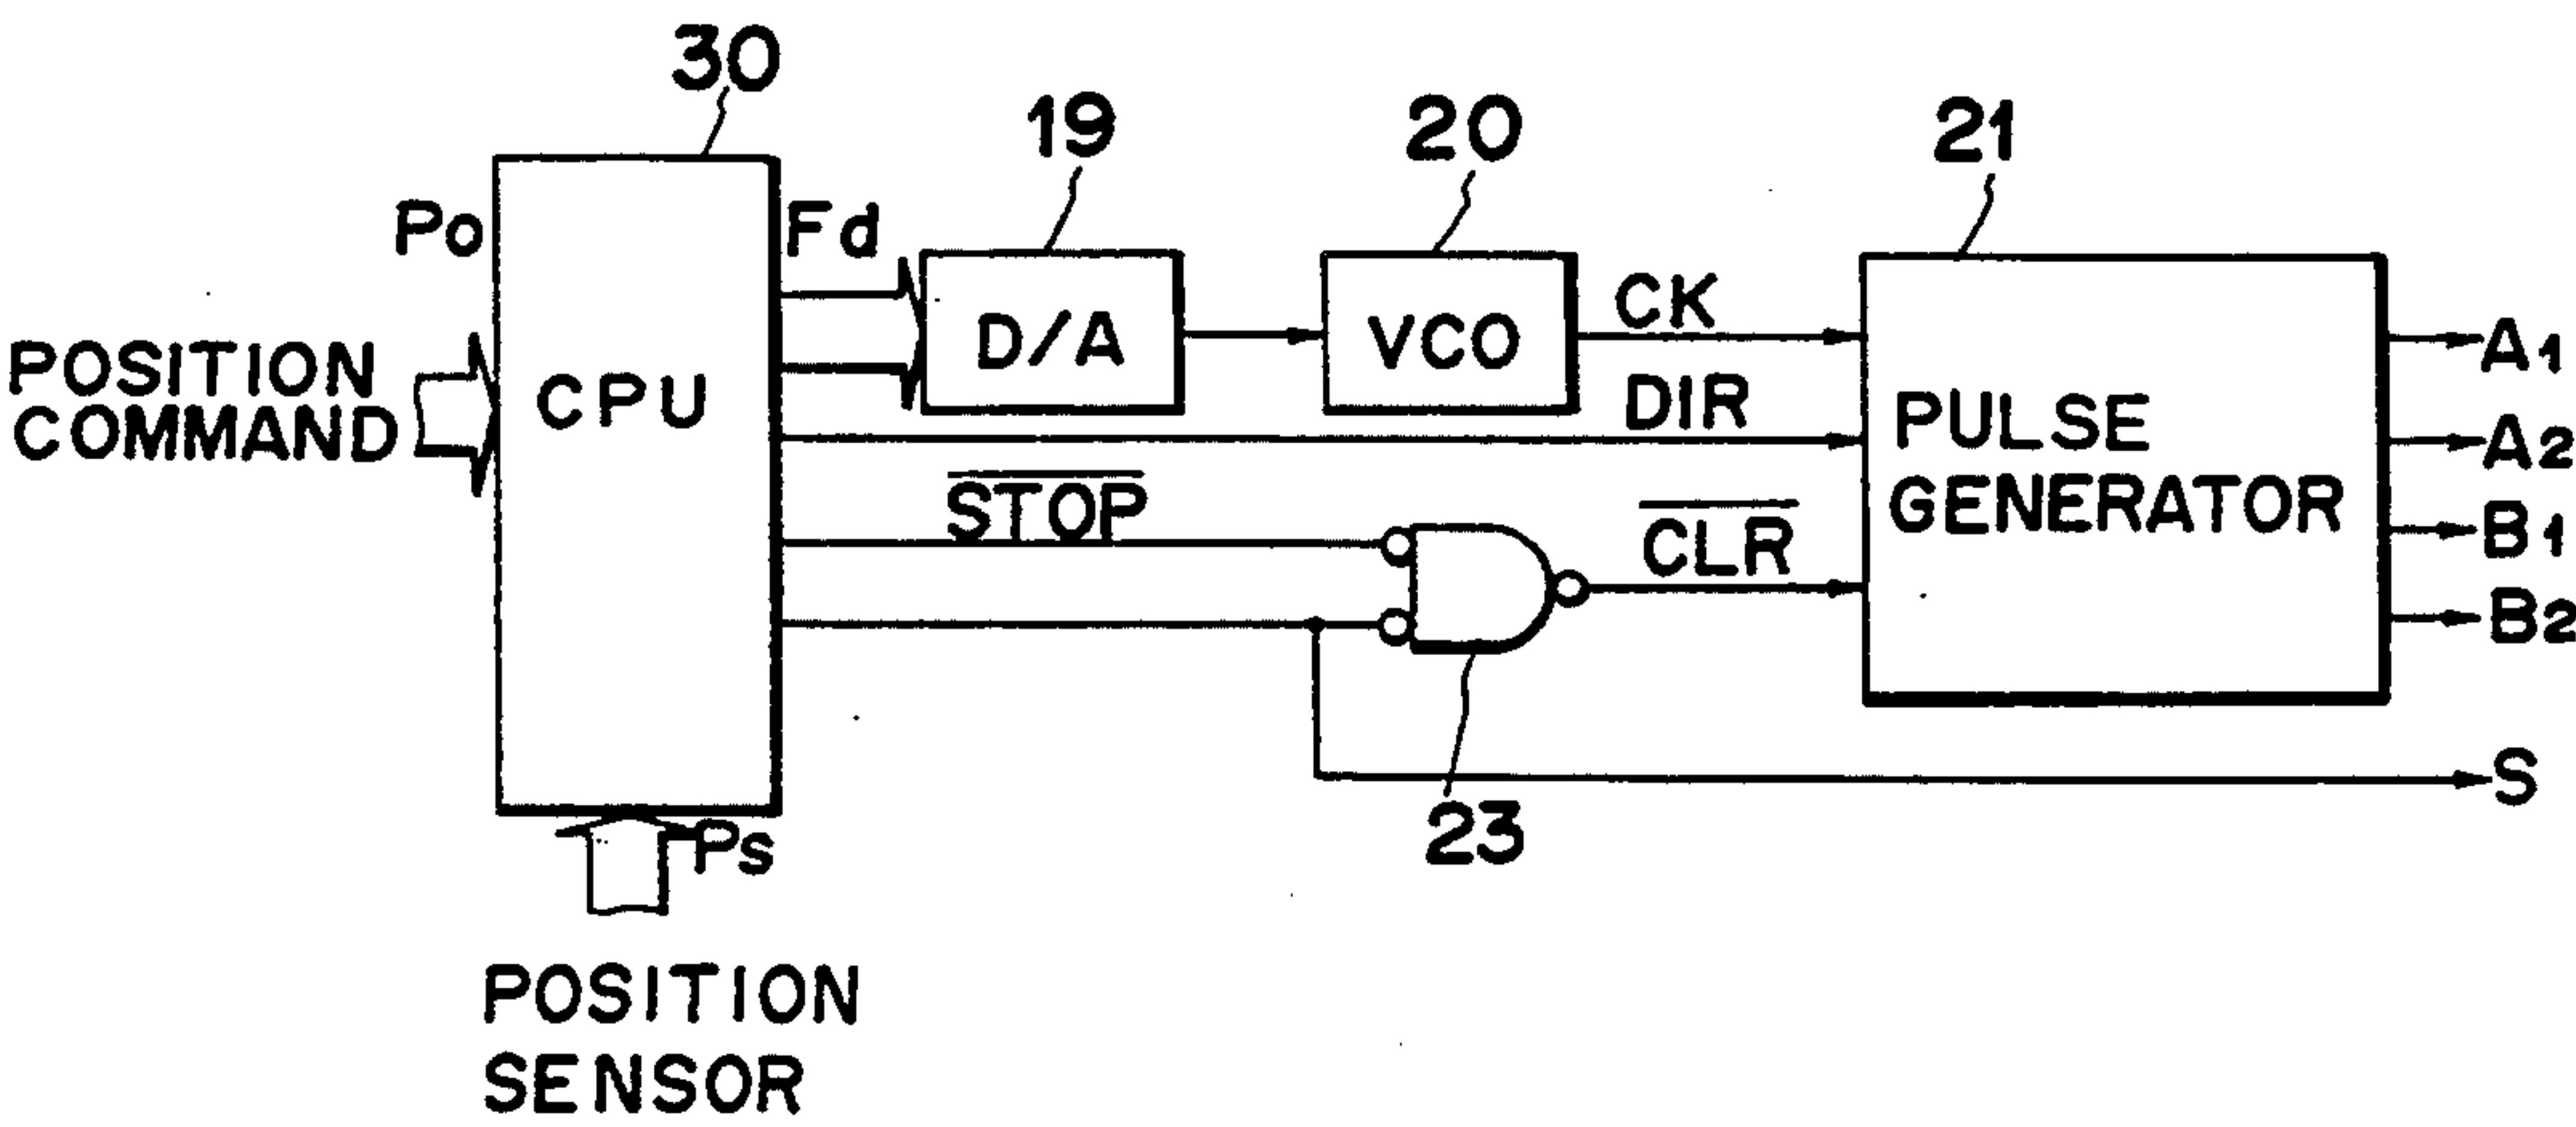 30
19
20
21
Po
Fd
POSITION
COMMAND
CPU
D/A
VCO
CK
DIR
STOP
CLR
PULSE
GENERATOR
A1
A2
B1
B2
S
23
Ps
POSITION
SENSOR